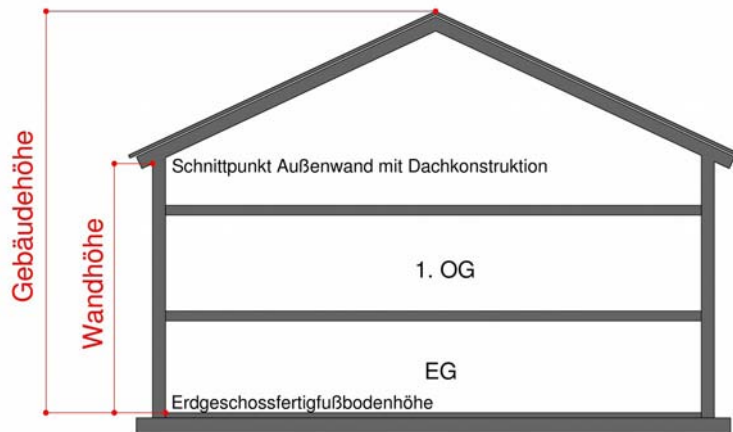 Gebäudehöhe
Wandhöhe
Schnittpunkt Außenwand mit Dachkonstruktion
1. OG
EG
Erdgeschossfertigfußbodenhöhe